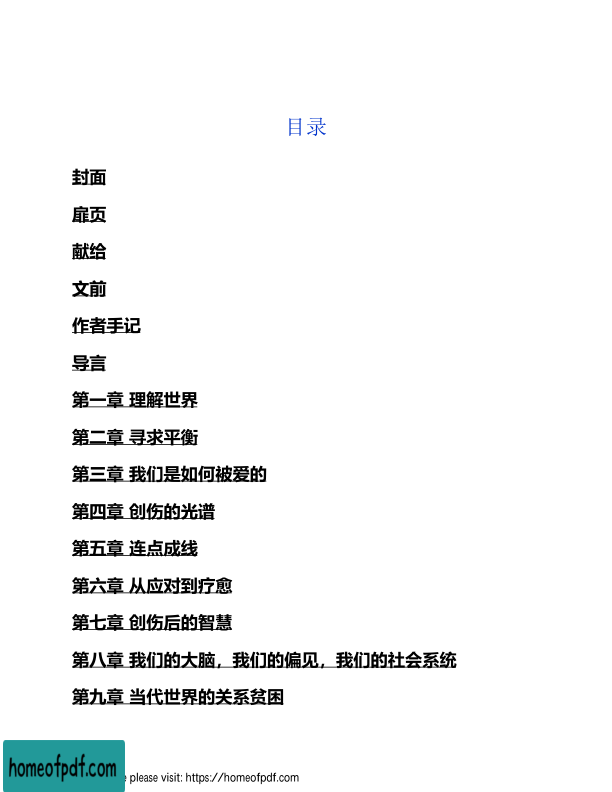 目录
封面
扉页
献给
文前
作者手记
导言
第一章 理解世界
第二章 寻求平衡
第三章 我们是如何被爱的
第四章 创伤的光谱
第五章 连点成线
第六章 从应对到疗愈
第七章 创伤后的智慧
第八章 我们的大脑，我们的偏见，我们的社会系统
第九章 当代世界的关系贫困
homeofpdf.com
please visit: https://homeofpdf.com